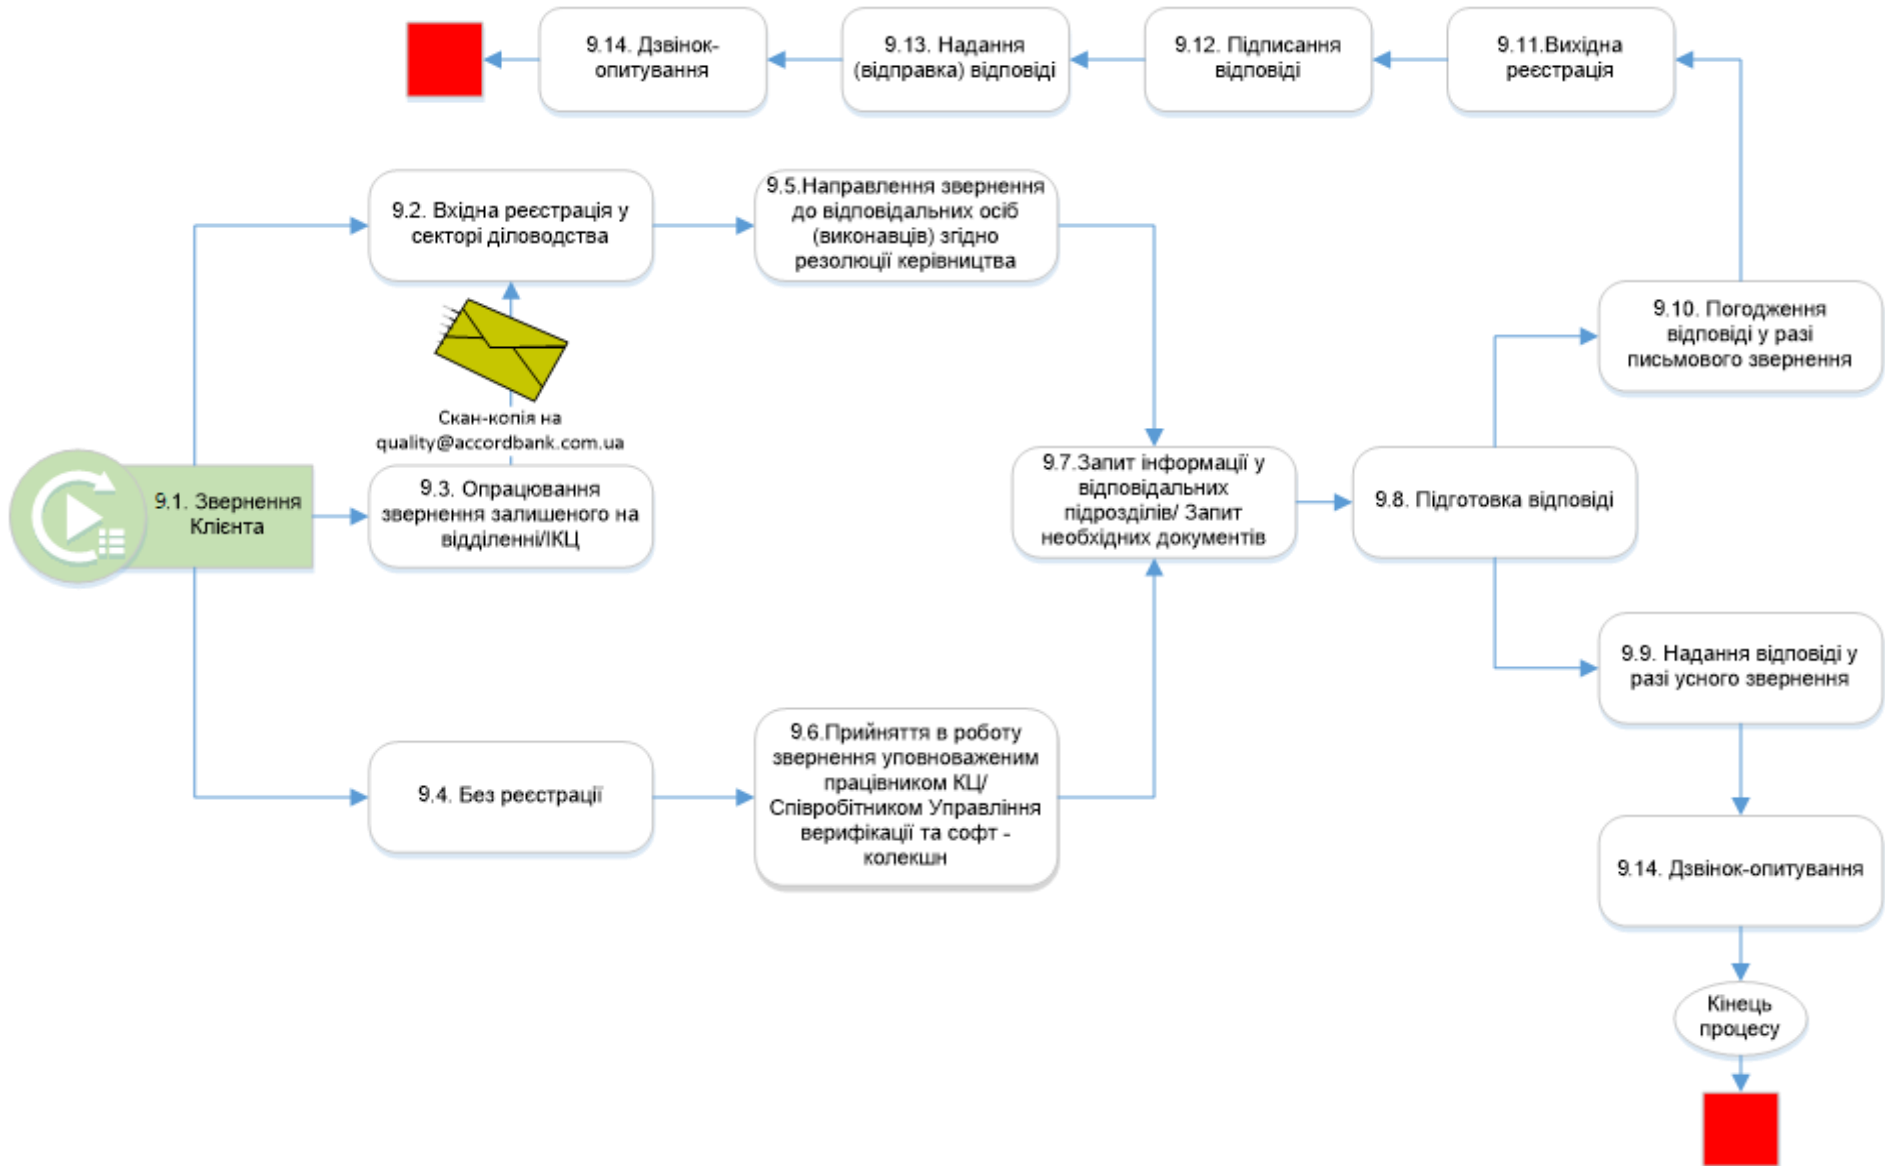 9.14. Дзвінок-
опитування
9.13. Надання
(відправка) відповіді
9.12. Підписання
відповіді
9.11.Вихідна
реєстрація
9.2. Вхідна реєстрація у
секторі діловодства
9.5.Направлення звернення
до відповідальних осіб
(виконавців) згідно
резолюції керівництва
9.10. Погодження
відповіді у разі
письмового звернення
Скан-копія на
quality@accordbank.com.ua
9.1. Звернення
Клієнта
9.3. Опрацювання
звернення залишеного на
відділенні/ІКЦ
9.7.Запит інформації у
відповідальних
підрозділів/ Запит
необхідних документів
9.8. Підготовка відповіді
9.9. Надання відповіді у
разі усного звернення
9.4. Без реєстрації
9.6.Прийняття в роботу
звернення уповноваженим
працівником КЦ/
Співробітником Управління
верифікації та софт -
колекшн
9.14. Дзвінок-опитування
Кінець
процесу